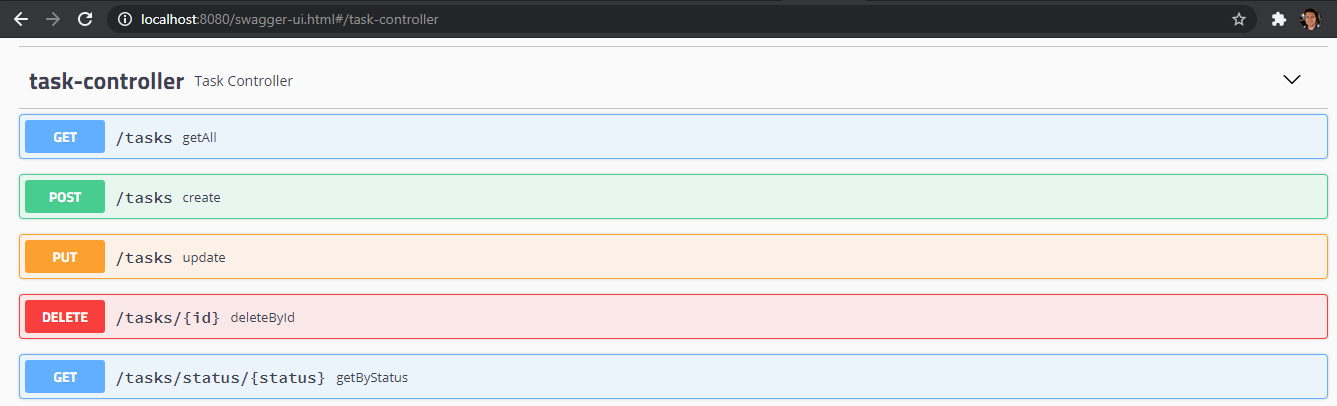 localhost:8080/swagger-ui.html#/task-controller
task-controller Task Controller
GET /tasks getAll
POST /tasks create
PUT /tasks update
DELETE /tasks/{id} deleteById
GET /tasks/status/{status} getByStatus